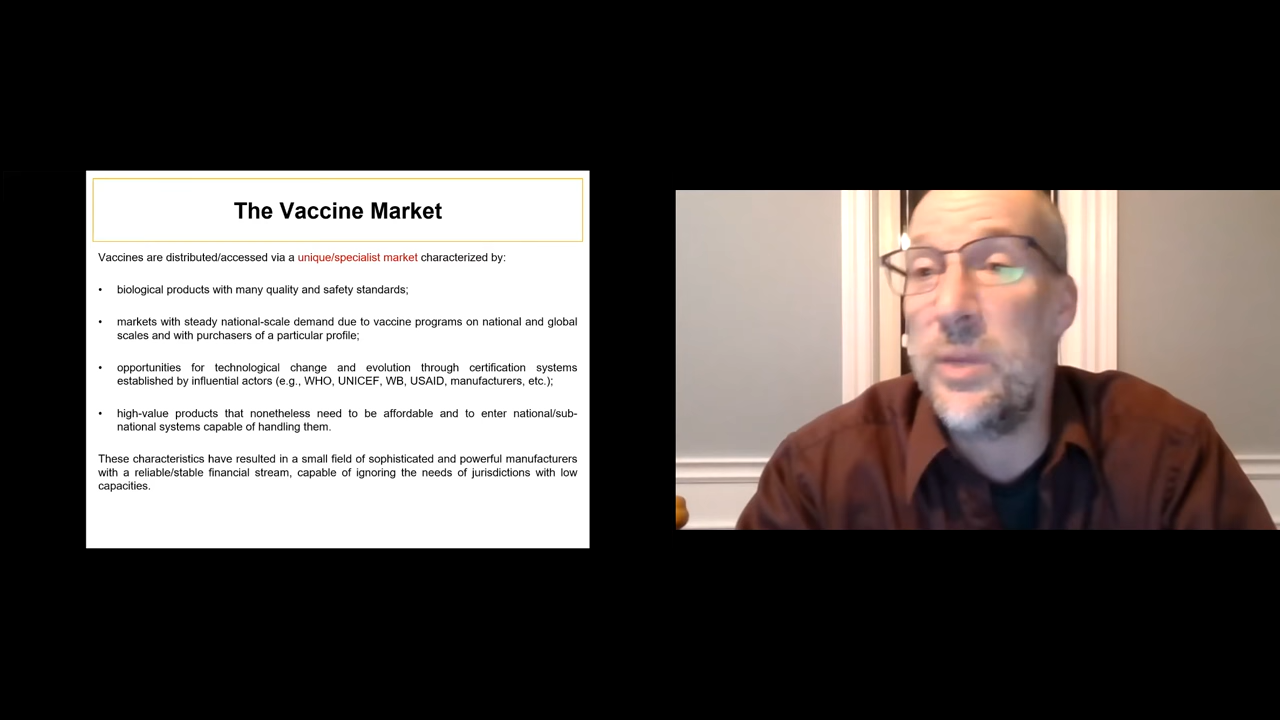 The Vaccine Market
Vaccines are distributed/accessed via a unique/specialist market characterized by:
• biological products with many quality and safety standards;
• markets with steady national-scale demand due to vaccine programs on national and global
scales and with purchasers of a particular profile;
• opportunities for technological change and evolution through certification systems
established by influential actors (e.g., WHO, UNICEF, WB, USAID, manufacturers, etc.);
• high-value products that nonetheless need to be affordable and to enter national/sub-
national systems capable of handling them.
These characteristics have resulted in a small field of sophisticated and powerful manufacturers
with a reliable/stable financial stream, capable of ignoring the needs of jurisdictions with low
capacities.